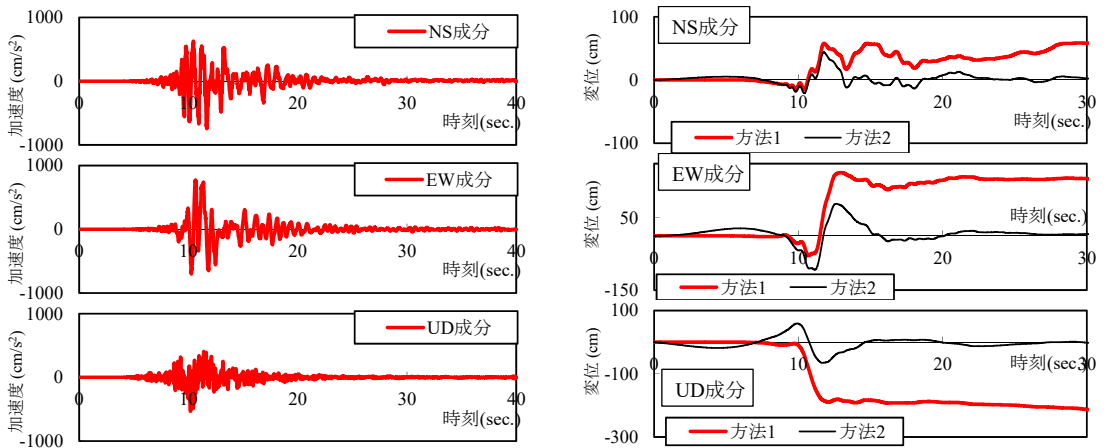 1000
NS成分
加速度 (cm/s²)
0
0 10 20 30 40
時刻(sec.)
-1000
1000
EW成分
加速度 (cm/s²)
0
0 10 20 30 40
時刻(sec.)
-1000
1000
UD成分
加速度 (cm/s²)
0
0 10 20 30 40
時刻(sec.)
-1000
100
NS成分
変位 (cm)
0
0 10 20 30
時刻(sec.)
方法1 方法2
-100
EW成分
変位 (cm)
50
時刻(sec.)
0 10 20 30
-150
方法1 方法2
100
変位 (cm)
0 10 20 30
時刻(sec.)
-100
UD成分
方法1 方法2
-300